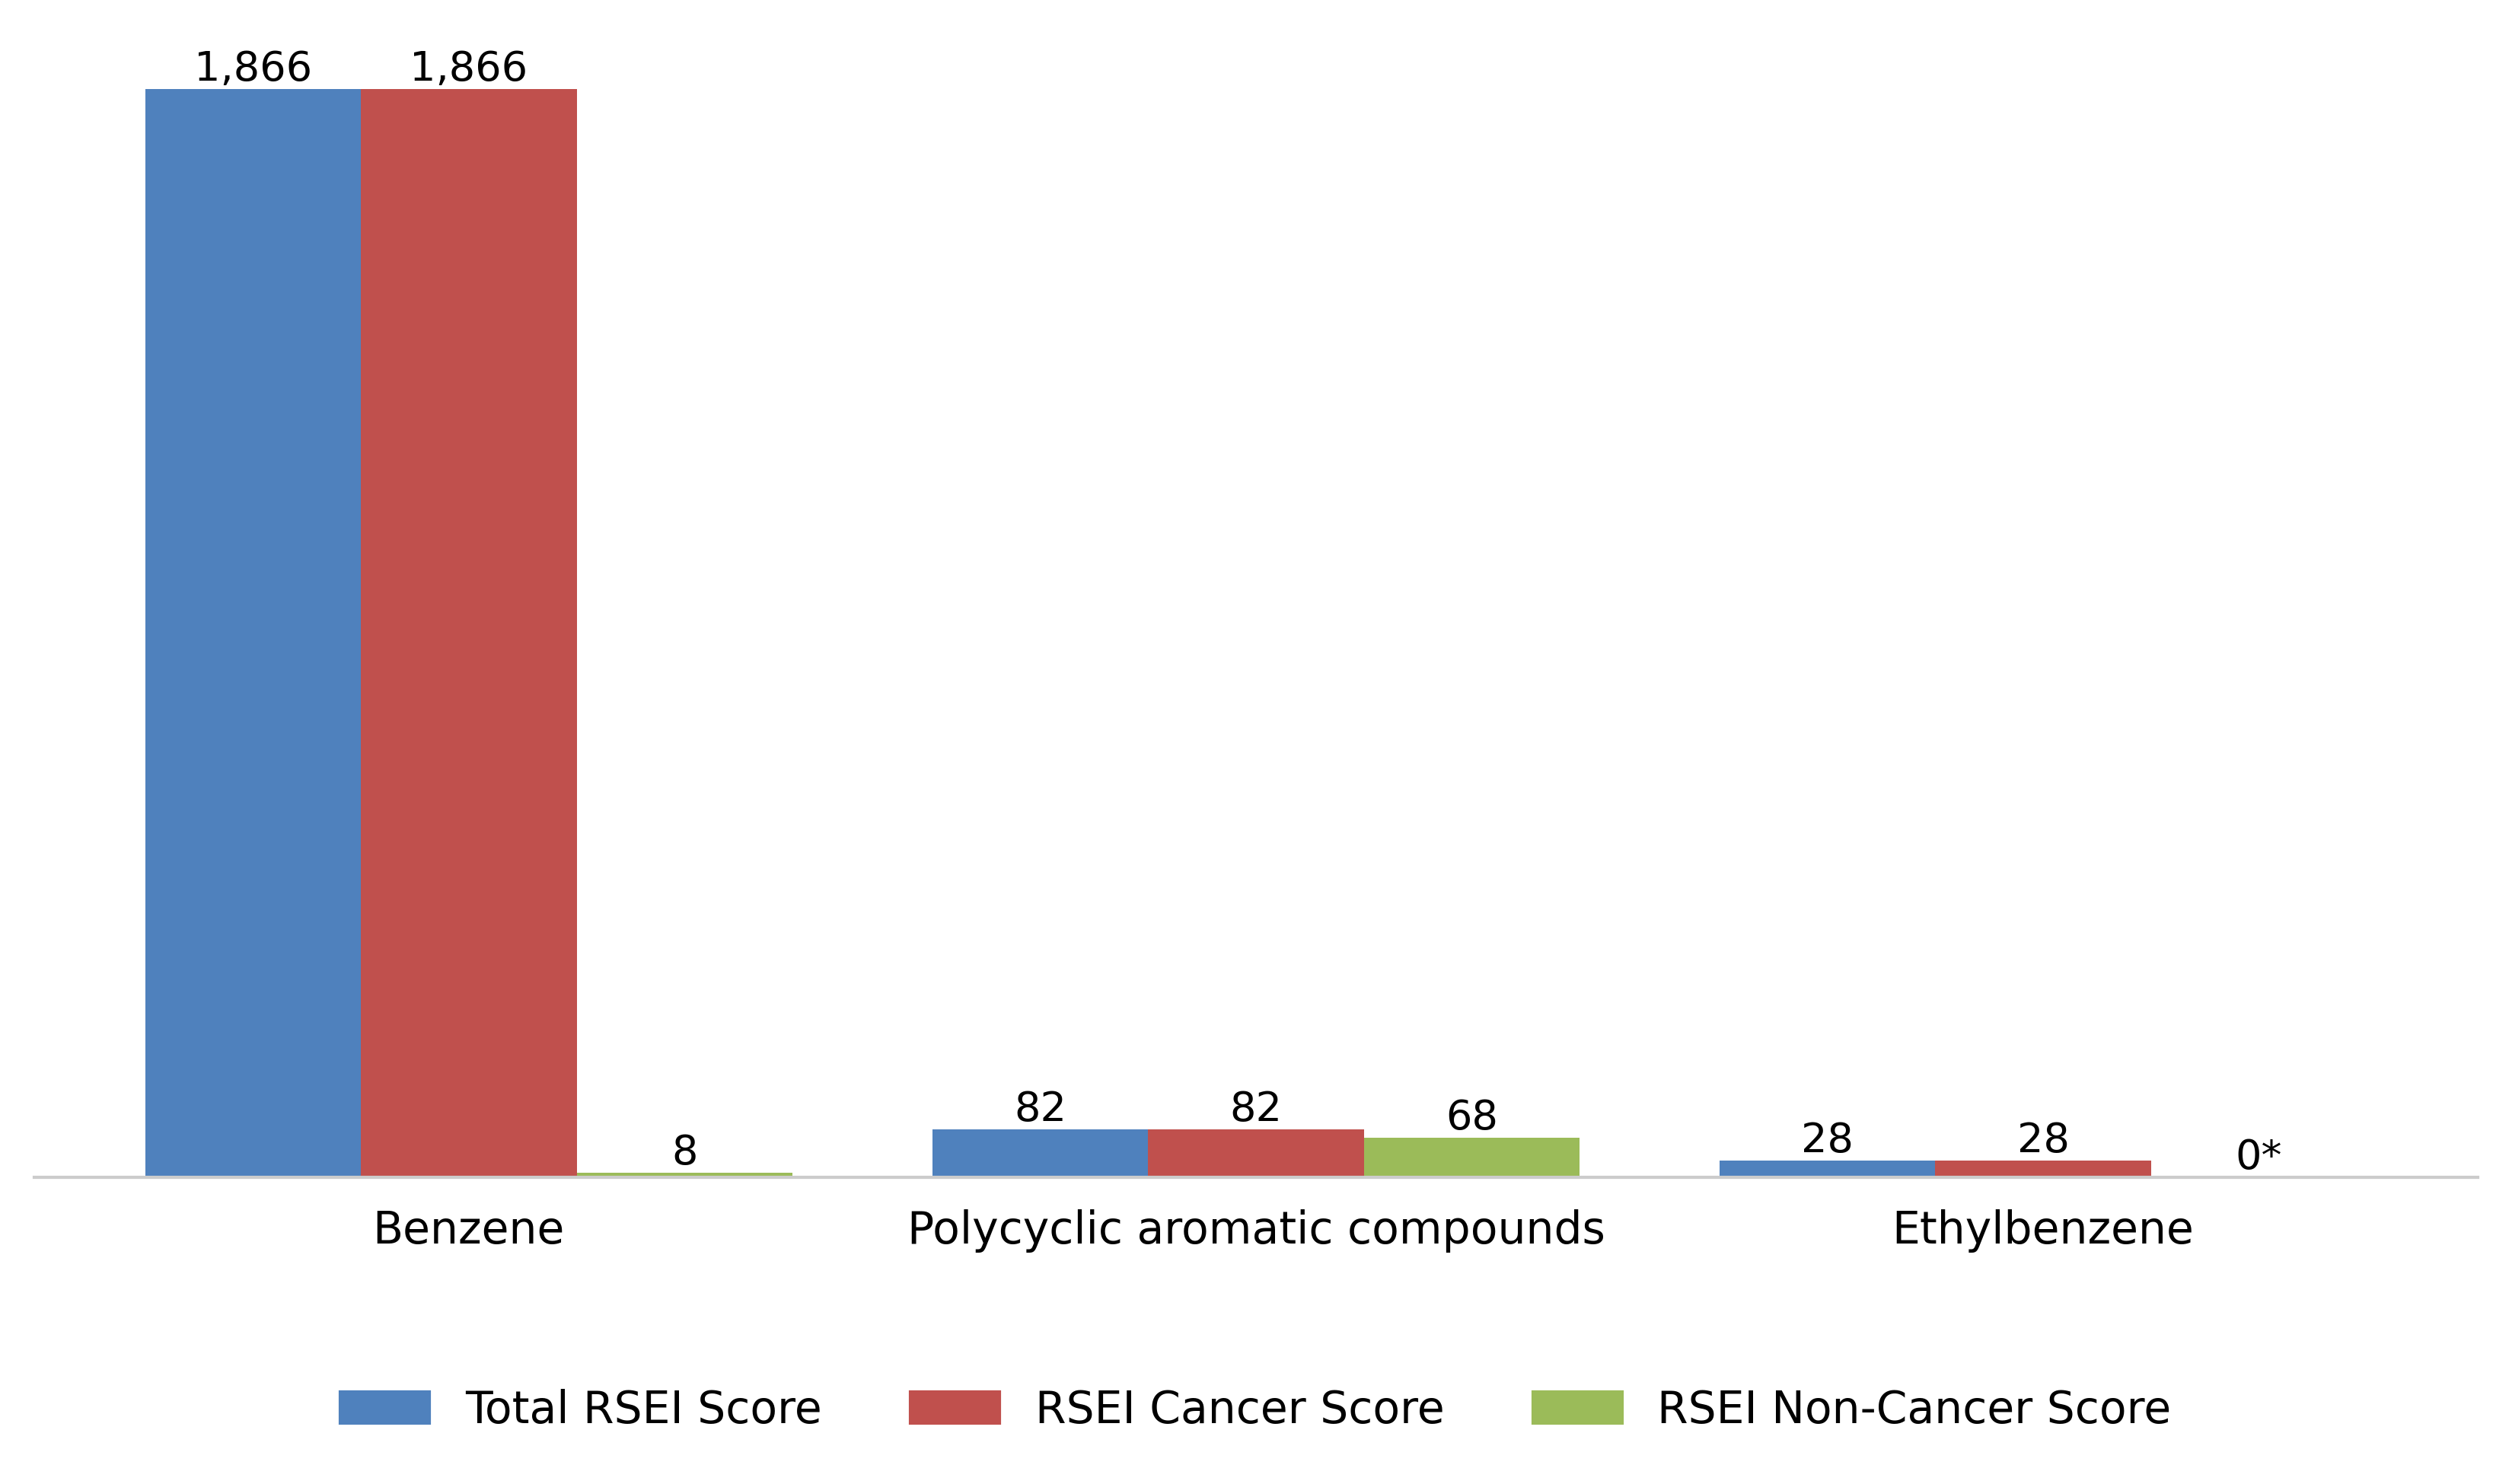 1,866 1,866
8
82 82 68
28 28 0*
Benzene Polycyclic aromatic compounds Ethylbenzene
Total RSEI Score RSEI Cancer Score RSEI Non-Cancer Score